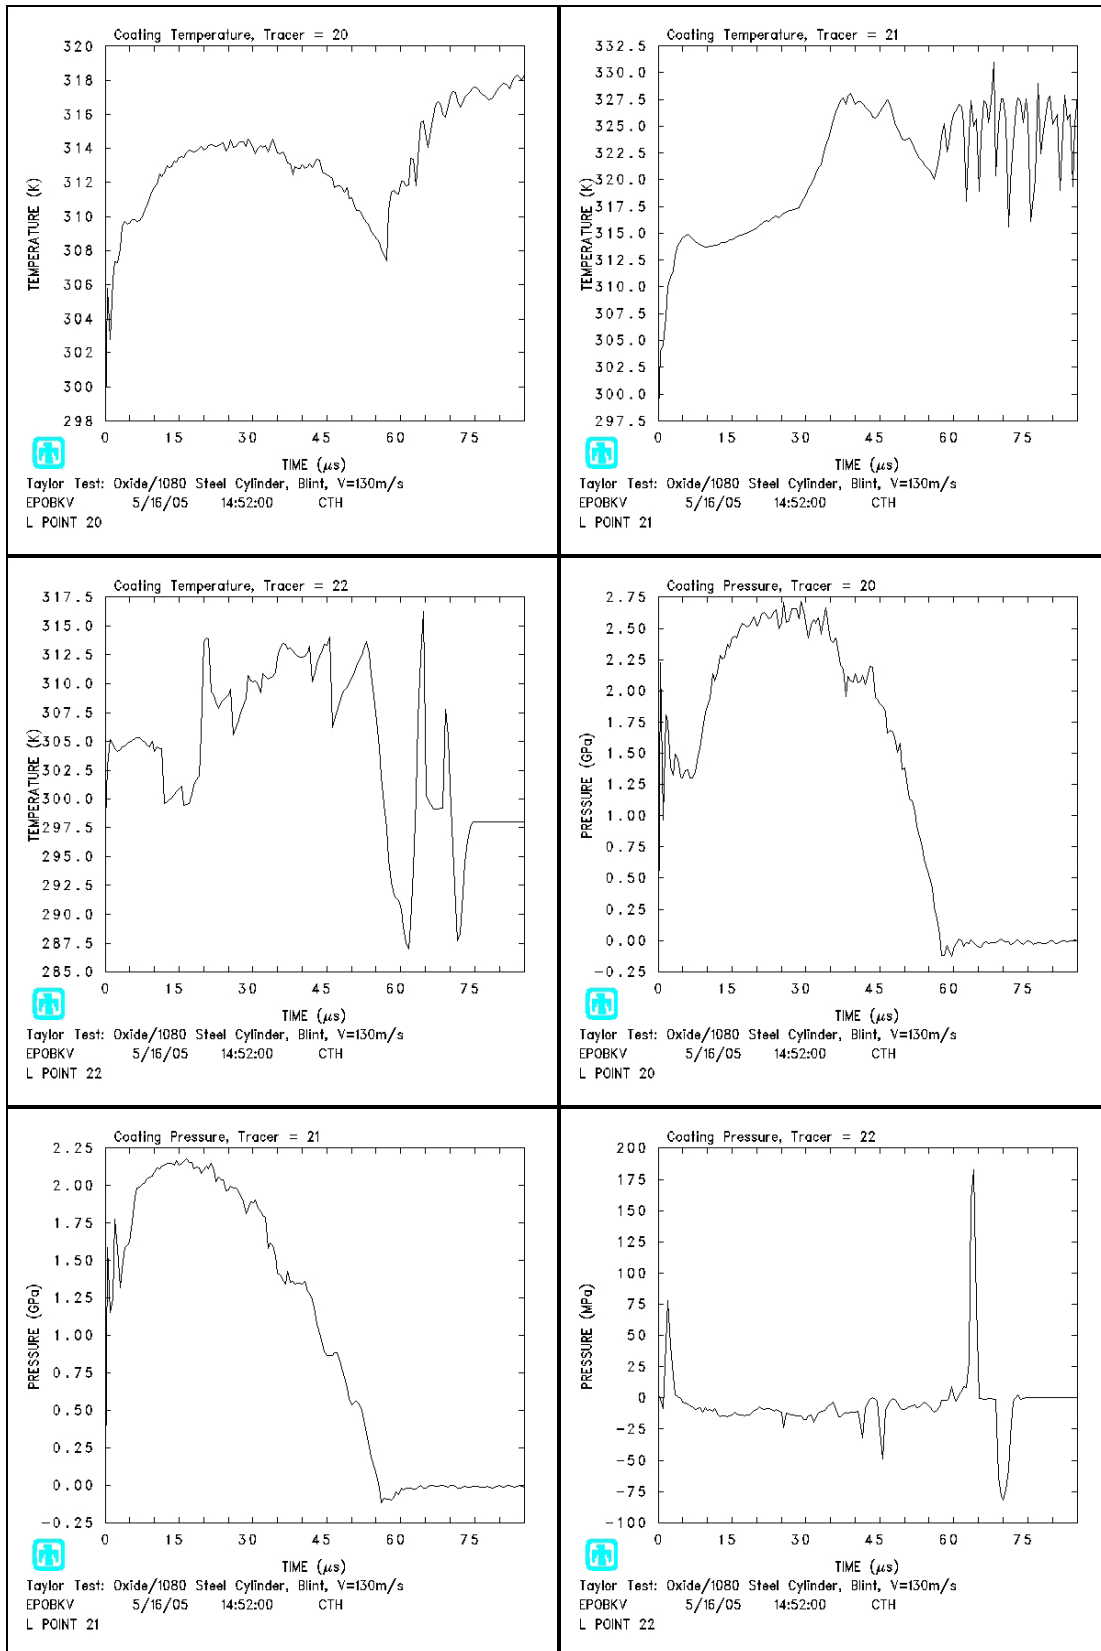 Coating Temperature, Tracer = 20
320
318
316
314
312
310
308
306
304
302
300
298
TEMPERATURE (K)
0 15 30 45 60 75
TIME (μs)
Taylor Test: Oxide/1080 Steel Cylinder, Blint, V=130m/s
EPOBKV 5/16/05 14:52:00 CTH
L POINT 20
Coating Temperature, Tracer = 21
332.5
330.0
327.5
325.0
322.5
320.0
317.5
315.0
312.5
310.0
307.5
305.0
302.5
300.0
297.5
TEMPERATURE (K)
0 15 30 45 60 75
TIME (μs)
Taylor Test: Oxide/1080 Steel Cylinder, Blint, V=130m/s
EPOBKV 5/16/05 14:52:00 CTH
L POINT 21
Coating Temperature, Tracer = 22
317.5
315.0
312.5
310.0
307.5
305.0
302.5
300.0
297.5
295.0
292.5
290.0
287.5
285.0
TEMPERATURE (K)
0 15 30 45 60 75
TIME (μs)
Taylor Test: Oxide/1080 Steel Cylinder, Blint, V=130m/s
EPOBKV 5/16/05 14:52:00 CTH
L POINT 22
Coating Pressure, Tracer = 20
2.75
2.50
2.25
2.00
1.75
1.50
1.25
1.00
0.75
0.50
0.25
0.00
-0.25
PRESSURE (GPa)
0 15 30 45 60 75
TIME (μs)
Taylor Test: Oxide/1080 Steel Cylinder, Blint, V=130m/s
EPOBKV 5/16/05 14:52:00 CTH
L POINT 20
Coating Pressure, Tracer = 21
2.25
2.00
1.75
1.50
1.25
1.00
0.75
0.50
0.25
0.00
-0.25
PRESSURE (GPa)
0 15 30 45 60 75
TIME (μs)
Taylor Test: Oxide/1080 Steel Cylinder, Blint, V=130m/s
EPOBKV 5/16/05 14:52:00 CTH
L POINT 21
Coating Pressure, Tracer = 22
200
175
150
125
100
75
50
25
0
-25
-50
-75
-100
PRESSURE (MPa)
0 15 30 45 60 75
TIME (μs)
Taylor Test: Oxide/1080 Steel Cylinder, Blint, V=130m/s
EPOBKV 5/16/05 14:52:00 CTH
L POINT 22